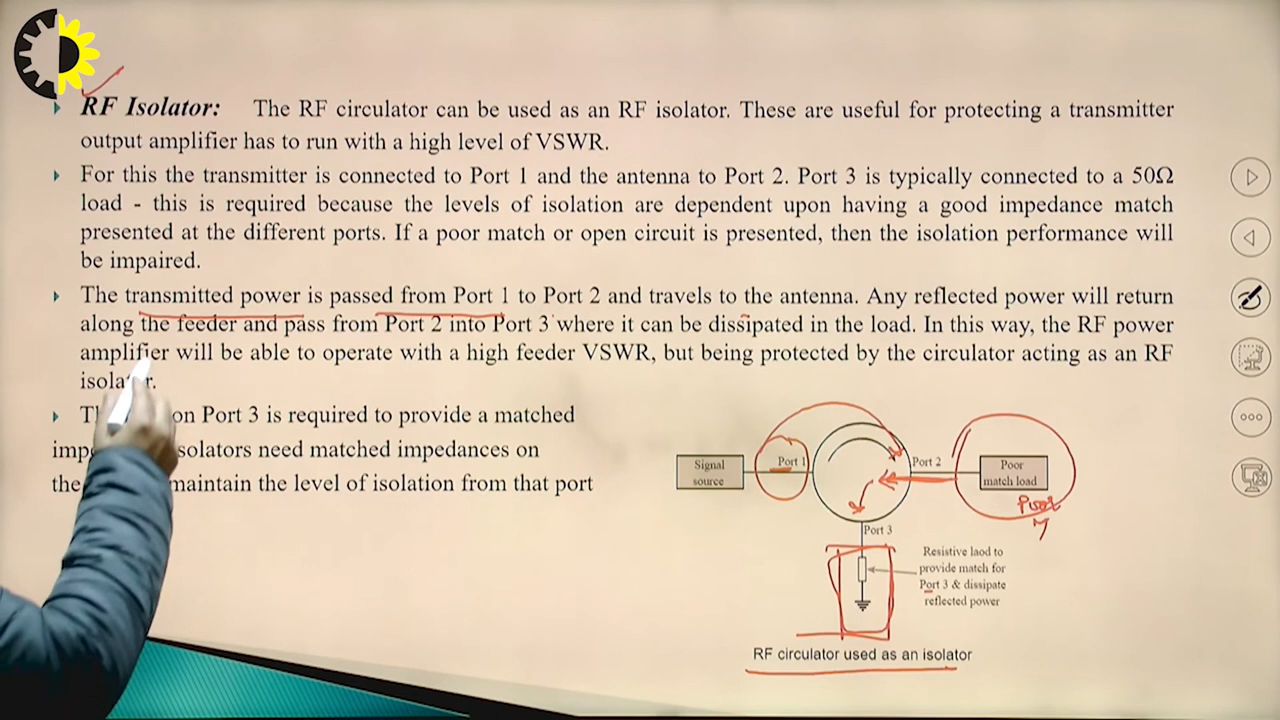 RF Isolator: The RF circulator can be used as an RF isolator. These are useful for protecting a transmitter
output amplifier has to run with a high level of VSWR.
For this the transmitter is connected to Port 1 and the antenna to Port 2. Port 3 is typically connected to a 50Ω
load - this is required because the levels of isolation are dependent upon having a good impedance match
presented at the different ports. If a poor match or open circuit is presented, then the isolation performance will
be impaired.
The transmitted power is passed from Port 1 to Port 2 and travels to the antenna. Any reflected power will return
along the feeder and pass from Port 2 into Port 3 where it can be dissipated in the load. In this way, the RF power
amplifier will be able to operate with a high feeder VSWR, but being protected by the circulator acting as an RF
on Port 3 is required to provide a matched
need matched impedances on
the maintain the level of isolation from that port
Signal
source
Port 1
Port 2
Poor
match load
Port 3
Resistive laod to
provide match for
Port 3 & dissipate
reflected power
RF circulator used as an isolator